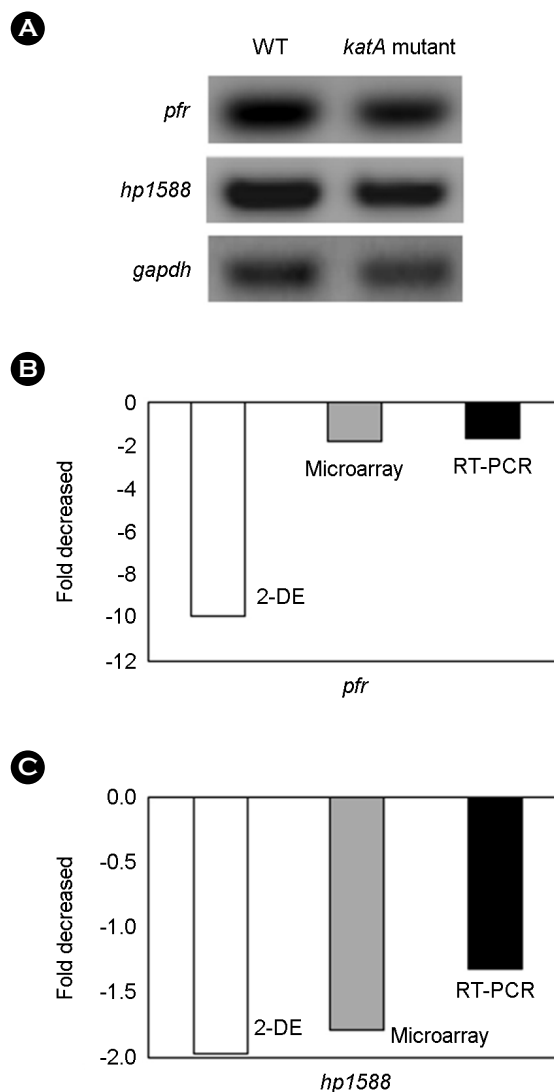 A
WT katA mutant
pfr
hp1588
gapdh
B
0
-2
-4
-6
-8
-10
-12
Fold decreased
2-DE
Microarray
RT-PCR
pfr
C
0.0
-0.5
-1.0
-1.5
-2.0
Fold decreased
2-DE
Microarray
RT-PCR
hp1588